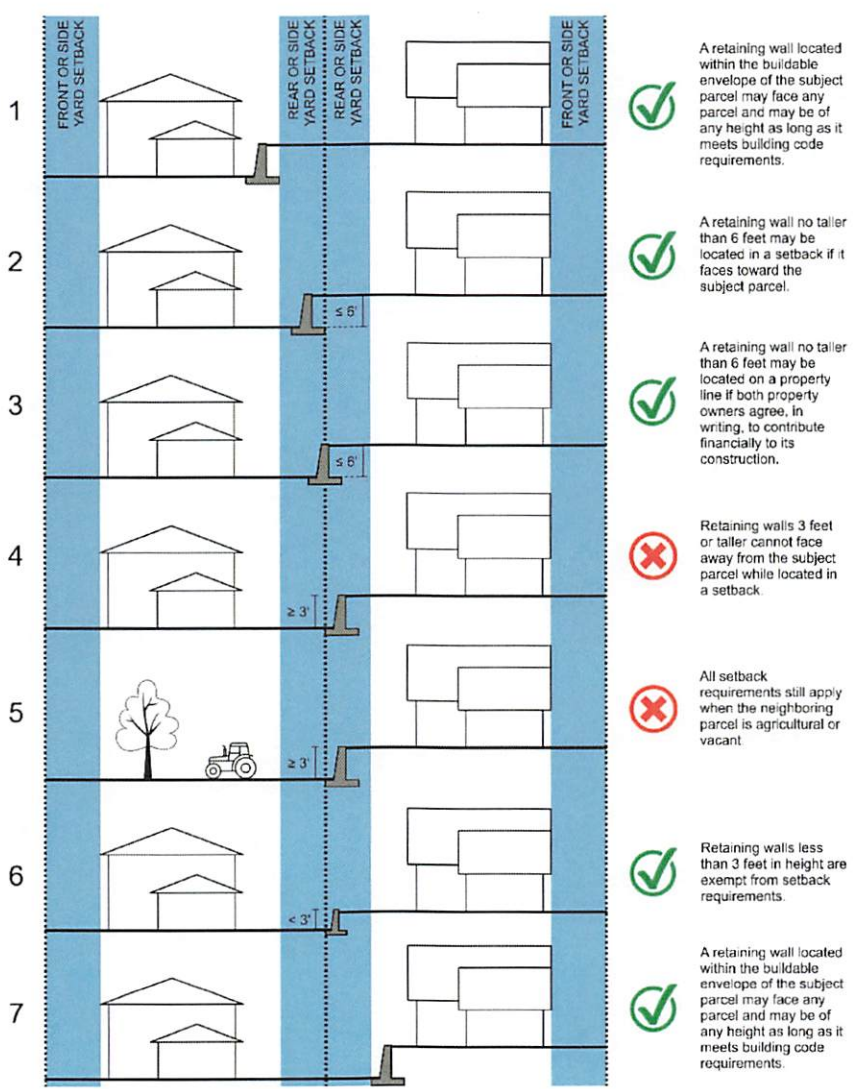 FRONT OR SIDE
YARD SETBACK
REAR OR SIDE
YARD SETBACK
REAR OR SIDE
YARD SETBACK
FRONT OR SIDE
YARD SETBACK
1
A retaining wall located
within the buildable
envelope of the subject
parcel may face any
parcel and may be of
any height as long as it
meets building code
requirements.
2
≤ 6'
A retaining wall no taller
than 6 feet may be
located in a setback if it
faces toward the
subject parcel.
3
≤ 6'
A retaining wall no taller
than 6 feet may be
located on a property
line if both property
owners agree, in
writing, to contribute
financially to its
construction.
4
≥ 3'
Retaining walls 3 feet
or taller cannot face
away from the subject
parcel while located in
a setback.
5
≥ 3'
All setback
requirements still apply
when the neighboring
parcel is agricultural or
vacant
6
< 3'
Retaining walls less
than 3 feet in height are
exempt from setback
requirements.
7
A retaining wall located
within the buildable
envelope of the subject
parcel may face any
parcel and may be of
any height as long as it
meets building code
requirements.